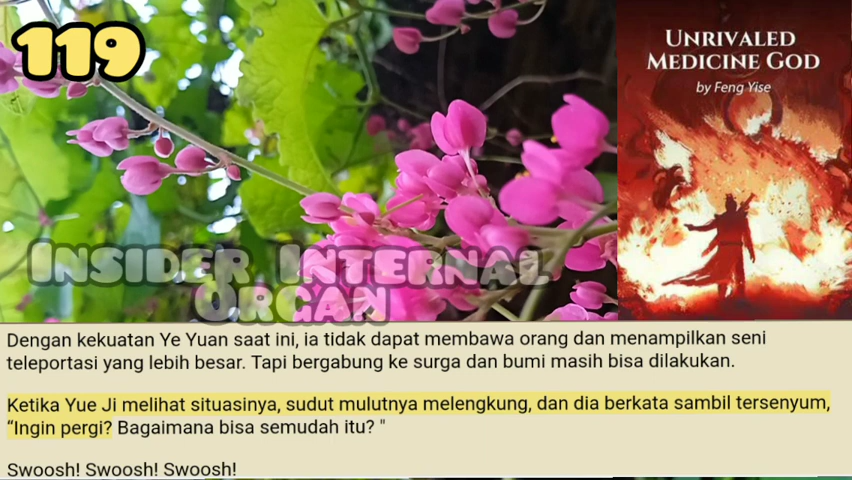 119
UNRIVALED
MEDICINE GOD
by Feng Yise
INSIDER INTERNAL
ORGAN
Dengan kekuatan Ye Yuan saat ini, ia tidak dapat membawa orang dan menampilkan seni
teleportasi yang lebih besar. Tapi bergabung ke surga dan bumi masih bisa dilakukan.
Ketika Yue Ji melihat situasinya, sudut mulutnya melengkung, dan dia berkata sambil tersenyum,
“Ingin pergi? Bagaimana bisa semudah itu? "
Swoosh! Swoosh! Swoosh!